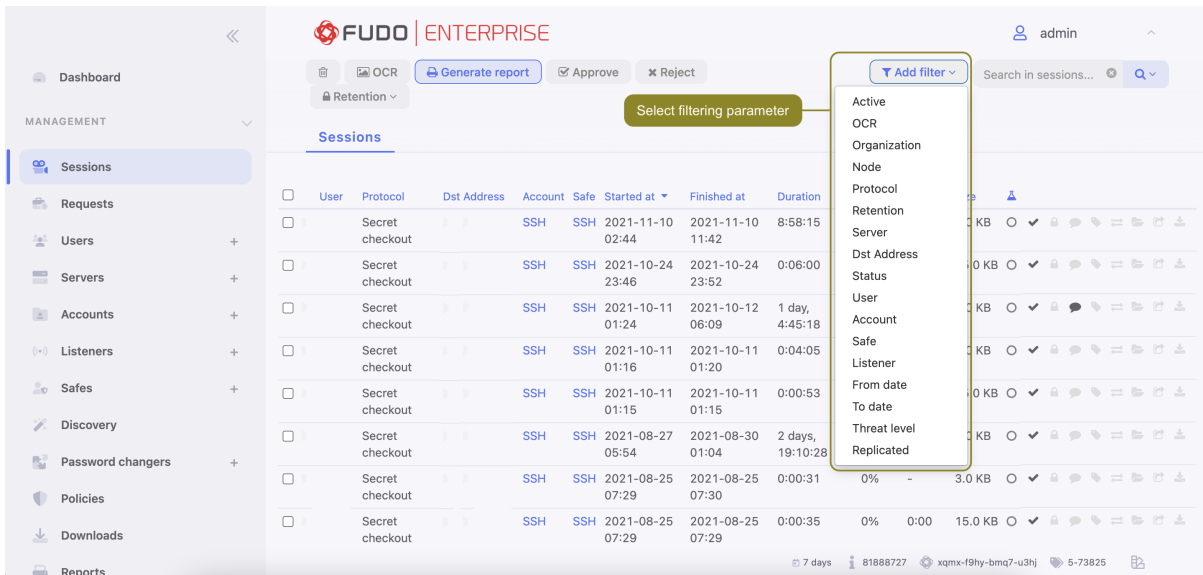 FUDO ENTERPRISE
admin
Dashboard
MANAGEMENT
Sessions
Requests
Users
Servers
Accounts
Listeners
Safes
Discovery
Password changers
Policies
Downloads
Reports
OCR
Generate report
Approve
Reject
Add filter
Search in sessions...
Retention
Select filtering parameter
Sessions
Active
OCR
Organization
Node
Protocol
Retention
Server
Dst Address
Status
User
Account
Safe
Listener
From date
To date
Threat level
Replicated
User Protocol Dst Address Account Safe Started at Finished at Duration
Secret SSH SSH 2021-11-10 2021-11-10 8:58:15 KB
checkout 02:44 11:42
Secret SSH SSH 2021-10-24 2021-10-24 0:06:00 .0 KB
checkout 23:46 23:52
Secret SSH SSH 2021-10-11 2021-10-12 1 day, KB
checkout 01:24 06:09 4:45:18
Secret SSH SSH 2021-10-11 2021-10-11 0:04:05 KB
checkout 01:16 01:20
Secret SSH SSH 2021-10-11 2021-10-11 0:00:53 .0 KB
checkout 01:15 01:15
Secret SSH SSH 2021-08-27 2021-08-30 2 days, KB
checkout 05:54 01:04 19:10:28
Secret SSH SSH 2021-08-25 2021-08-25 0:00:31 0% - 3.0 KB
checkout 07:29 07:30
Secret SSH SSH 2021-08-25 2021-08-25 0:00:35 0% 0:00 15.0 KB
checkout 07:29 07:29
7 days 81888727 xqmx-f9hy-bmq7-u3hj 5-73825